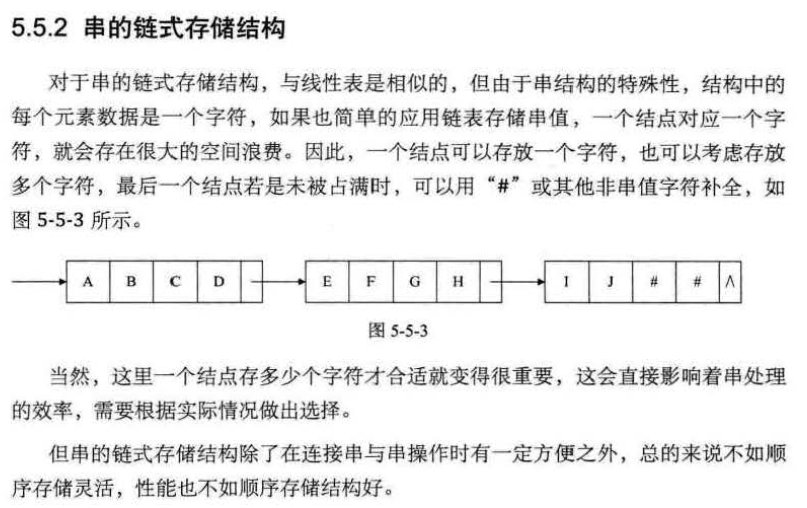 5.5.2 串的链式存储结构
对于串的链式存储结构，与线性表是相似的，但由于串结构的特殊性，结构中的
每个元素数据是一个字符，如果也简单的应用链表存储串值，一个结点对应一个字
符，就会存在很大的空间浪费。因此，一个结点可以存放一个字符，也可以考虑存放
多个字符，最后一个结点若是未被占满时，可以用“#”或其他非串值字符补全，如
图 5-5-3 所示。
A B C D E F G H I J # # ∧
图 5-5-3
当然，这里一个结点存多少个字符才合适就变得很重要，这会直接影响着串处理
的效率，需要根据实际情况做出选择。
但串的链式存储结构除了在连接串与串操作时有一定方便之外，总的来说不如顺
序存储灵活，性能也不如顺序存储结构好。